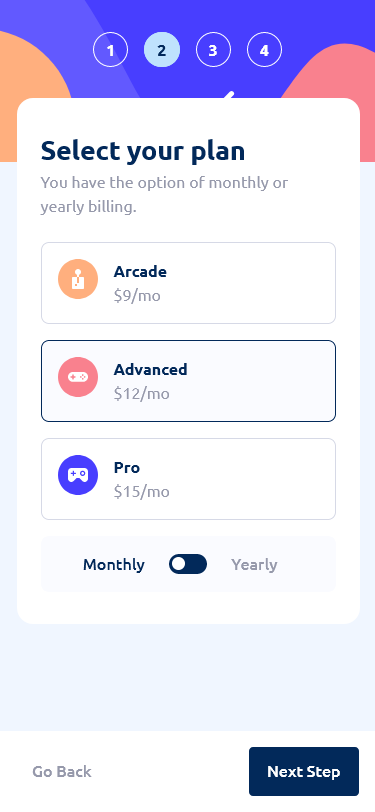 1 2 3 4
Select your plan
You have the option of monthly or
yearly billing.
Arcade
$9/mo
Advanced
$12/mo
Pro
$15/mo
Monthly Yearly
Go Back Next Step